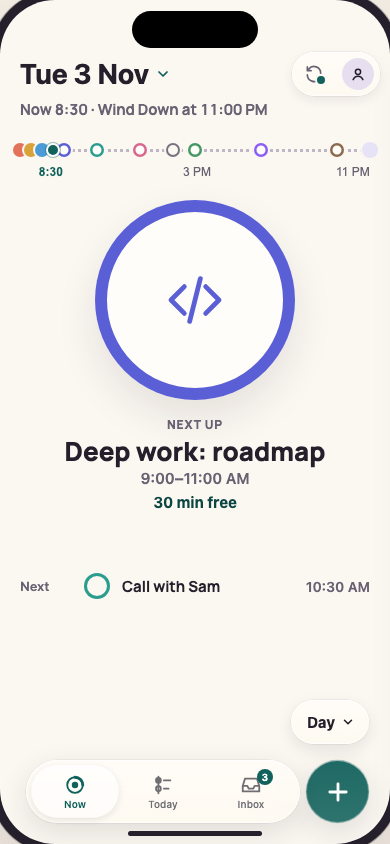 Tue 3 Nov
Now 8:30 · Wind Down at 11:00 PM
8:30
3 PM
11 PM
NEXT UP
Deep work: roadmap
9:00–11:00 AM
30 min free
Next
Call with Sam
10:30 AM
Day
Now
Today
3
Inbox